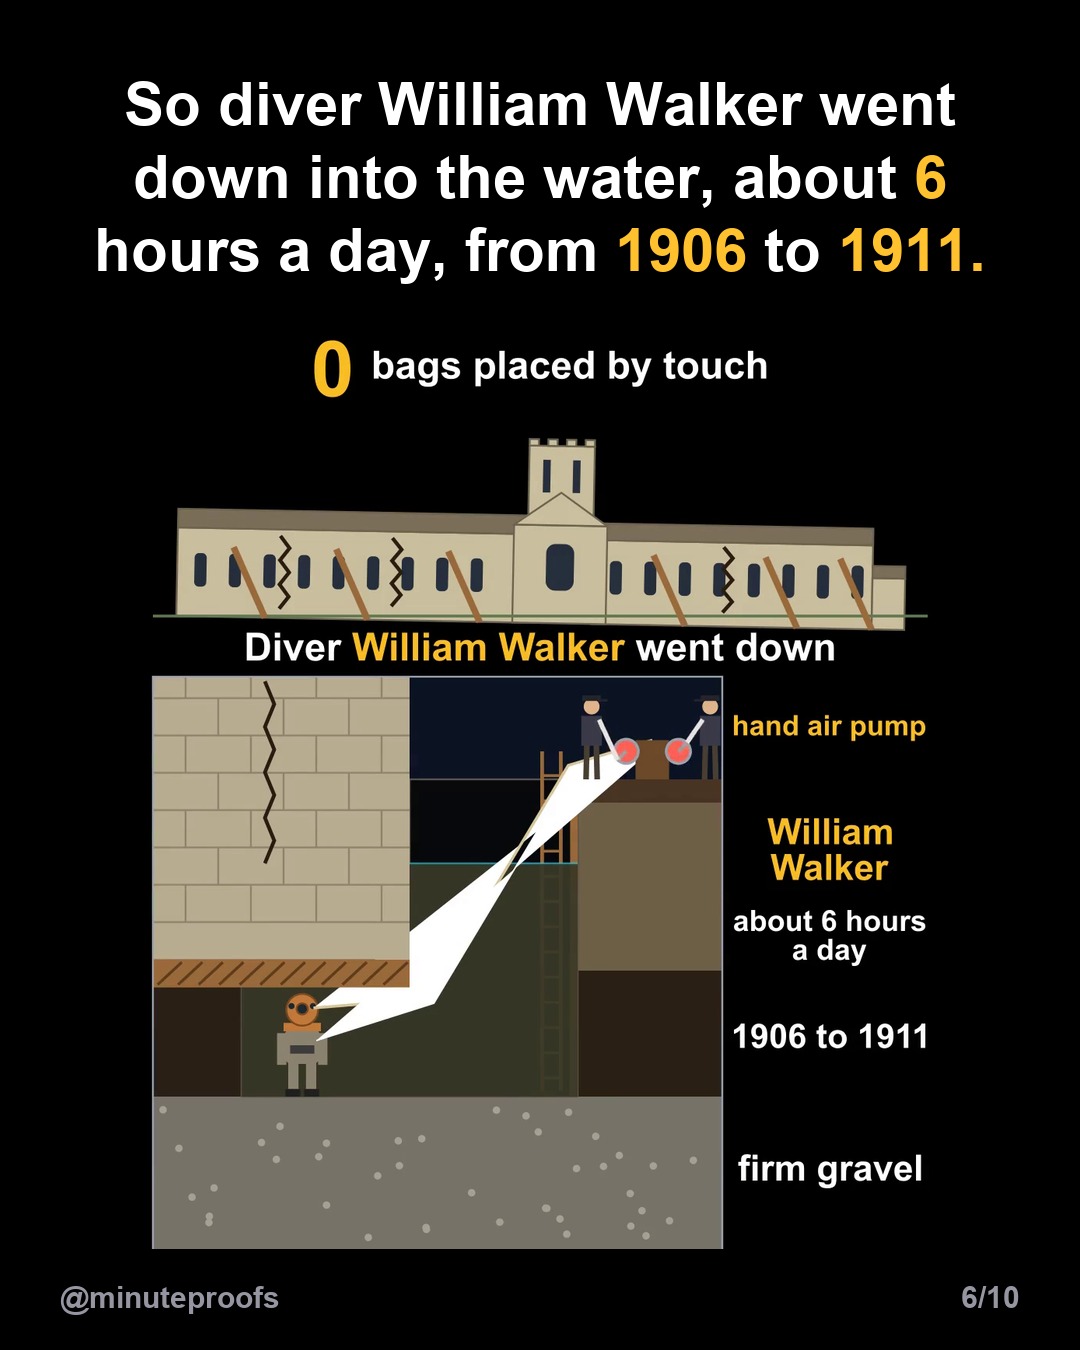 So diver William Walker went
down into the water, about 6
hours a day, from 1906 to 1911.
0 bags placed by touch
Diver William Walker went down
hand air pump
William
Walker
about 6 hours
a day
1906 to 1911
firm gravel
@minuteproofs
6/10